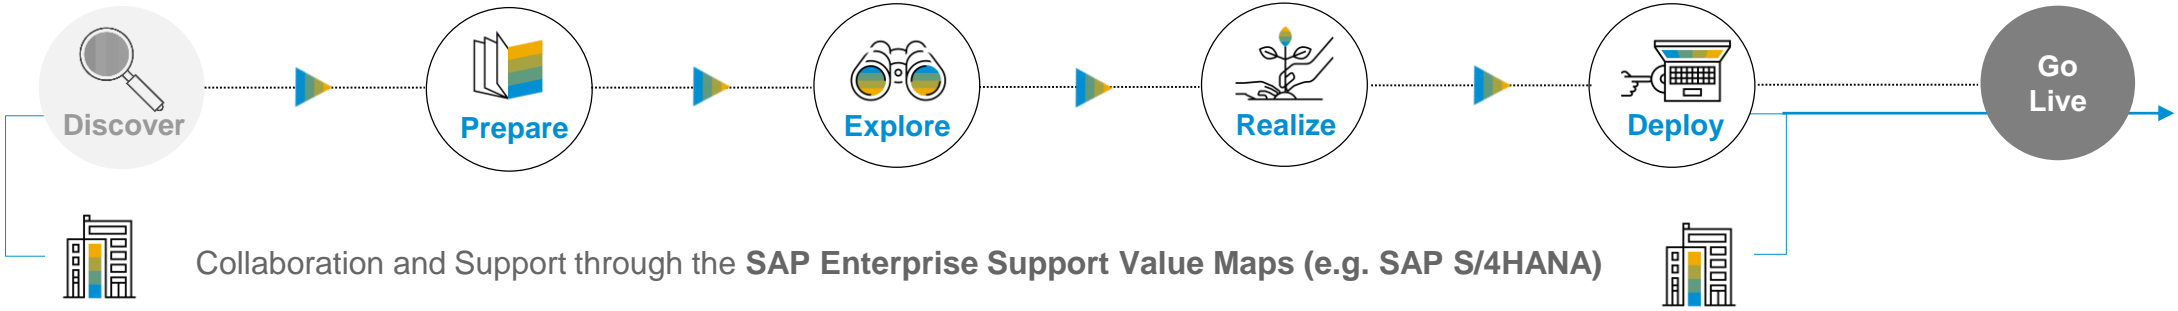 Discover
Prepare
Explore
Realize
Deploy
Go
Live
Collaboration and Support through the SAP Enterprise Support Value Maps (e.g. SAP S/4HANA)